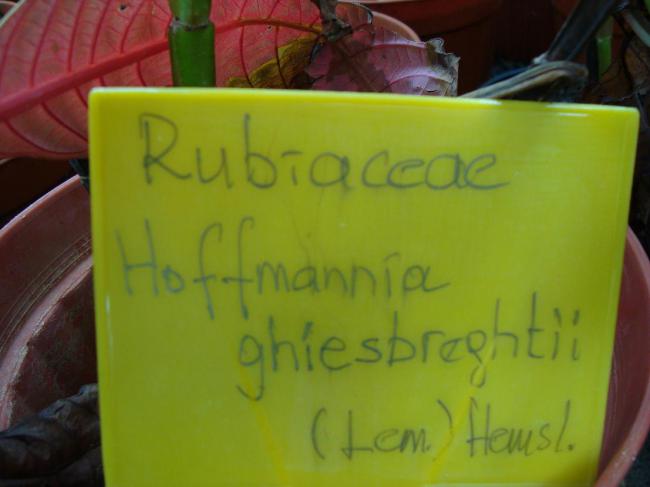 Rubiaceae
Hoffmannia
ghiesbreghtii
(Lem.) Hemsl.